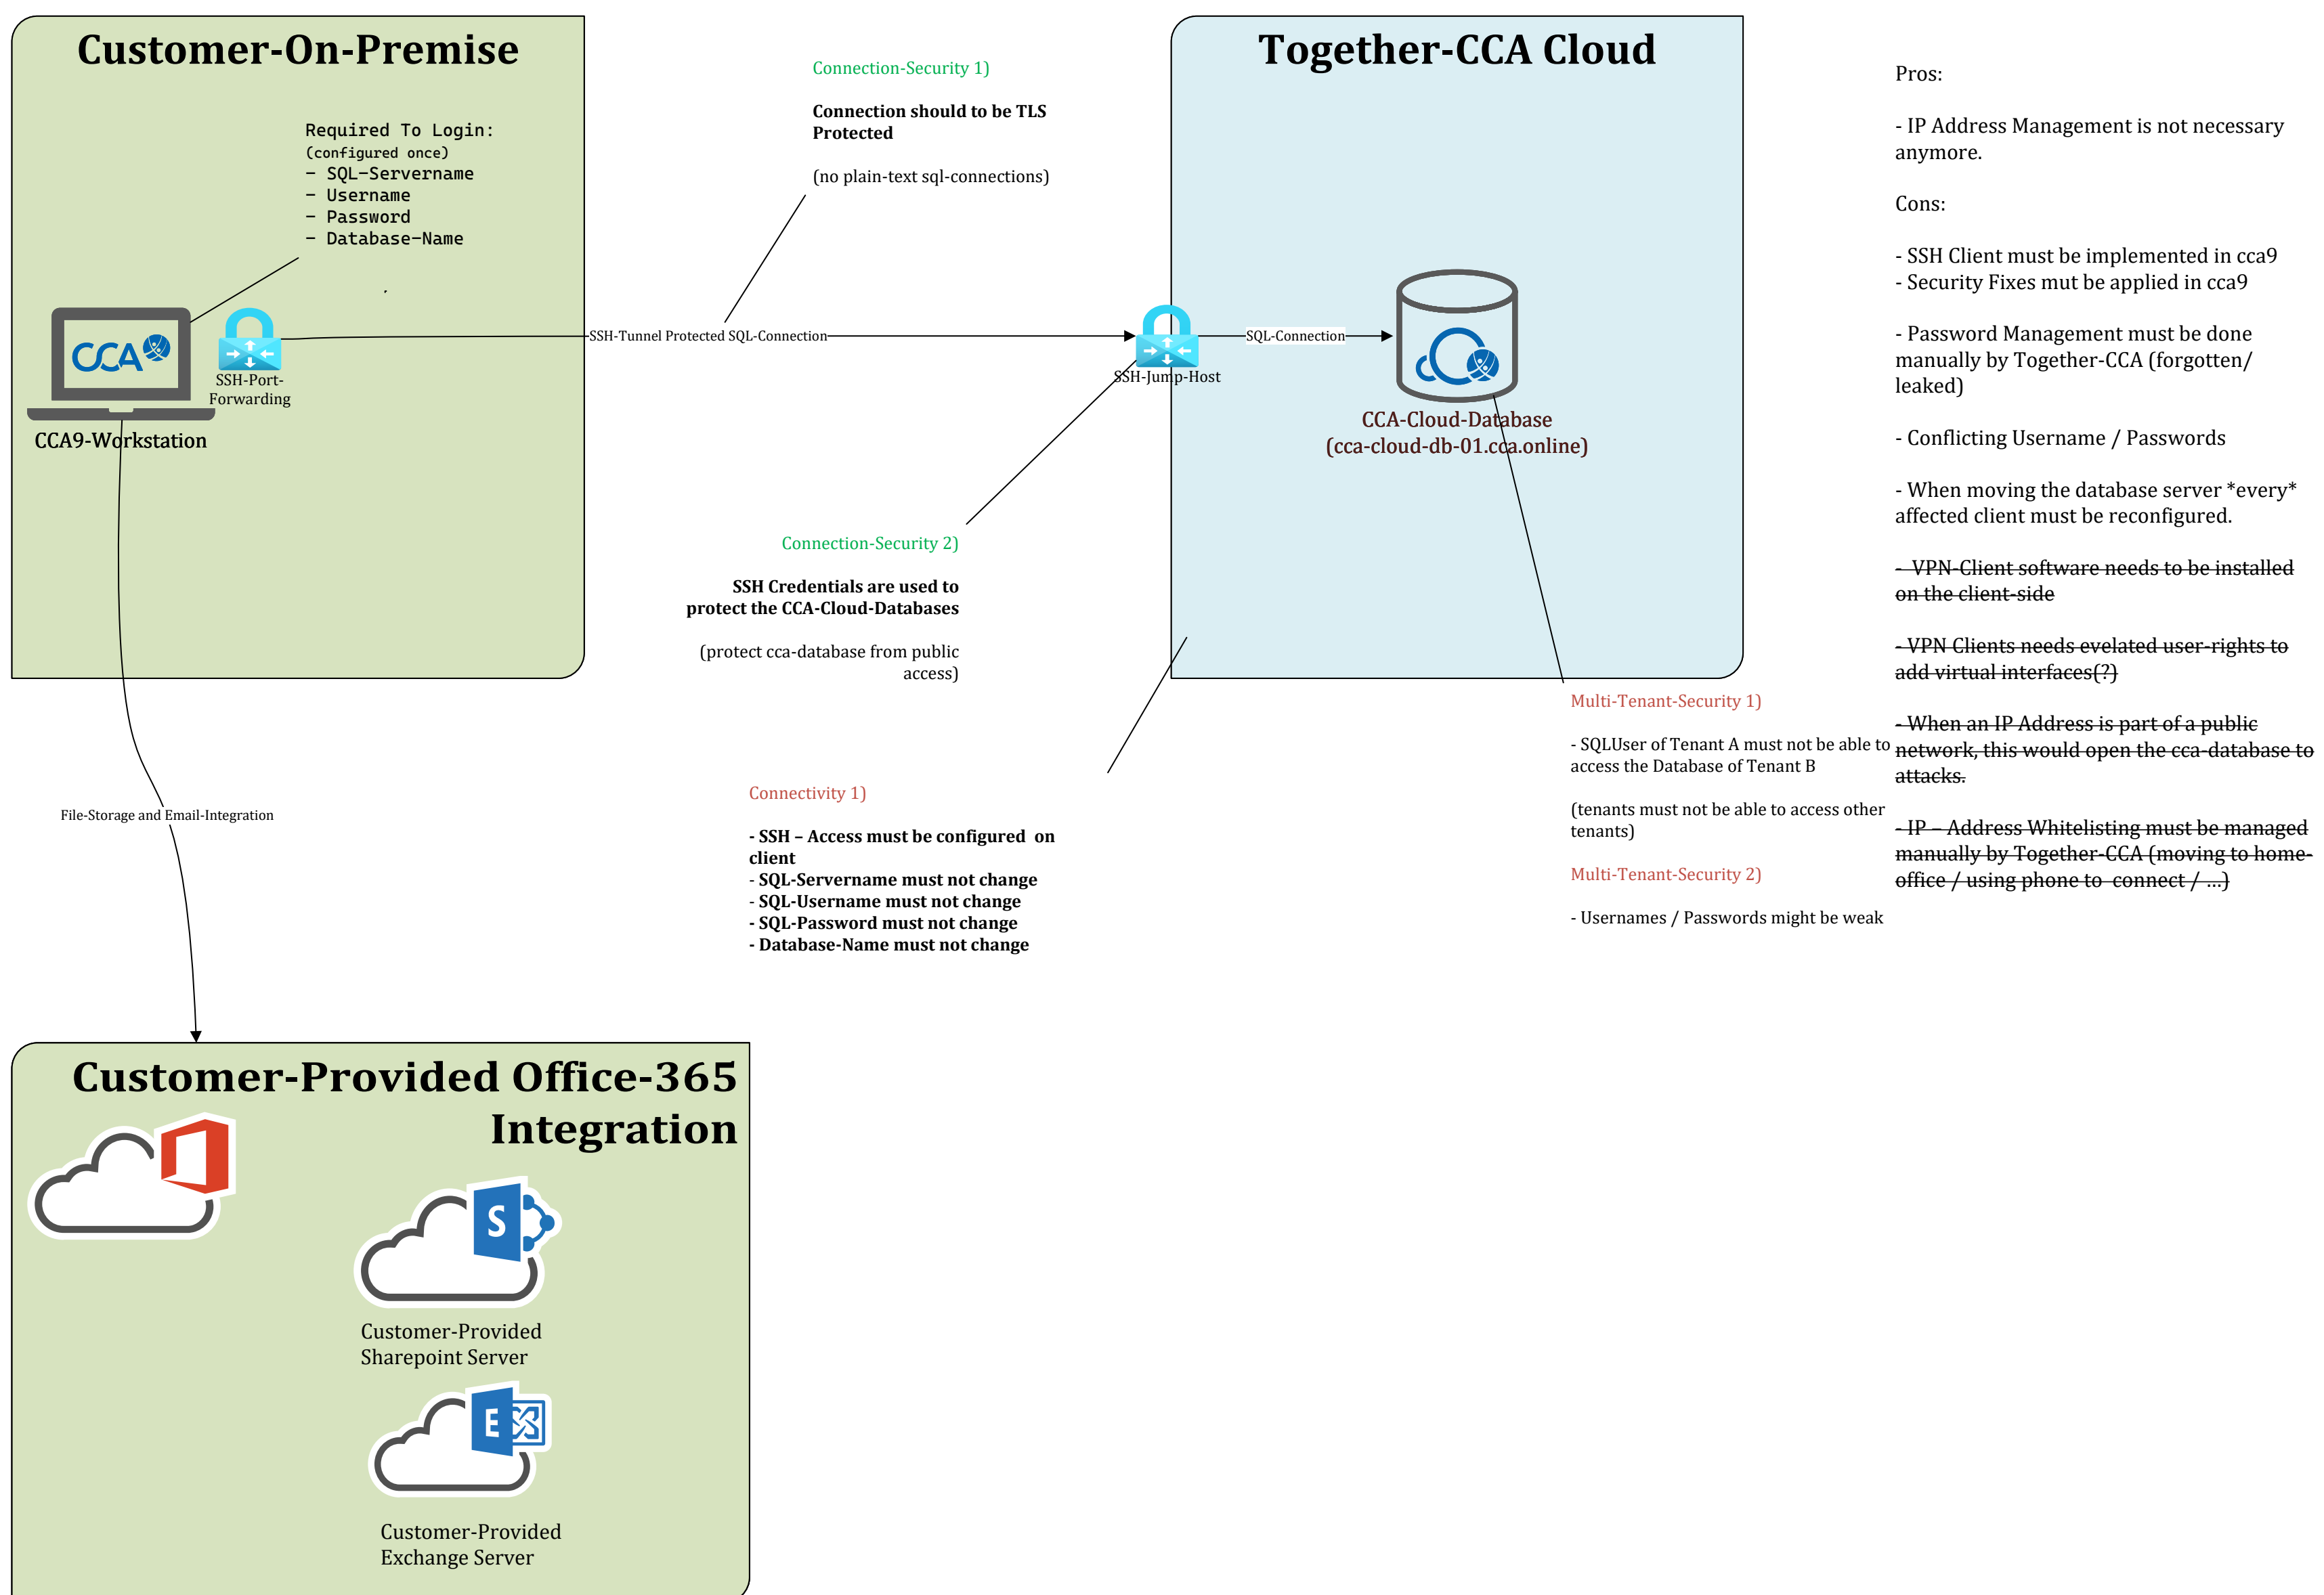 Customer-On-Premise
Required To Login:
(configured once)
- SQL-Servername
- Username
- Password
- Database-Name
CCA
SSH-Port-
Forwarding
CCA9-Workstation
Connection-Security 1)
Connection should to be TLS
Protected
(no plain-text sql-connections)
SSH-Tunnel Protected SQL-Connection
Together-CCA Cloud
SSH-Jump-Host
SQL-Connection
CCA-Cloud-Database
(cca-cloud-db-01.cca.online)
Connection-Security 2)
SSH Credentials are used to
protect the CCA-Cloud-Databases
(protect cca-database from public
access)
Connectivity 1)
- SSH – Access must be configured  on
client
- SQL-Servername must not change
- SQL-Username must not change
- SQL-Password must not change
- Database-Name must not change
Multi-Tenant-Security 1)
- SQLUser of Tenant A must not be able to
access the Database of Tenant B
(tenants must not be able to access other
tenants)
Multi-Tenant-Security 2)
- Usernames / Passwords might be weak
Pros:
- IP Address Management is not necessary
anymore.
Cons:
- SSH Client must be implemented in cca9
- Security Fixes mut be applied in cca9
- Password Management must be done
manually by Together-CCA (forgotten/
leaked)
- Conflicting Username / Passwords
- When moving the database server *every*
affected client must be reconfigured.
-  VPN-Client software needs to be installed
on the client-side
- VPN Clients needs evelated user-rights to
add virtual interfaces(?)
- When an IP Address is part of a public
network, this would open the cca-database to
attacks.
- IP – Address Whitelisting must be managed
manually by Together-CCA (moving to home-
office / using phone to  connect / ...)
File-Storage and Email-Integration
Customer-Provided Office-365
Integration
S
Customer-Provided
Sharepoint Server
E
Customer-Provided
Exchange Server